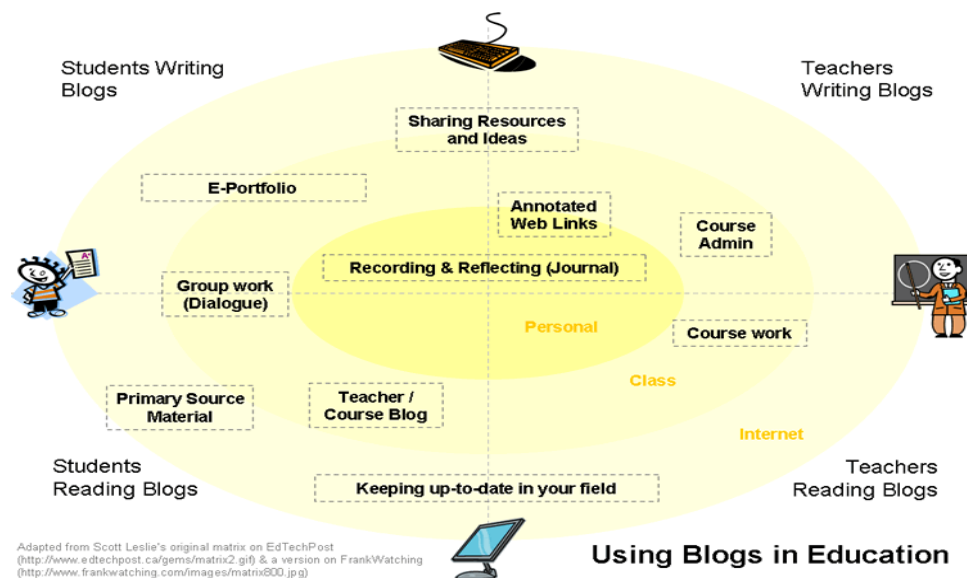 Students Writing
Blogs
Teachers
Writing Blogs
Sharing Resources
and Ideas
E-Portfolio
Annotated
Web Links
Course
Admin
Recording & Reflecting (Journal)
Group work
(Dialogue)
Personal
Course work
Class
Primary Source
Material
Teacher /
Course Blog
Internet
Students
Reading Blogs
Teachers
Reading Blogs
Keeping up-to-date in your field
Adapted from Scott Leslie's original matrix on EdTechPost
(http://www.edtechpost.ca/gems/matrix2.gif) & a version on FrankWatching
(http://www.frankwatching.com/images/matrix800.jpg)
Using Blogs in Education